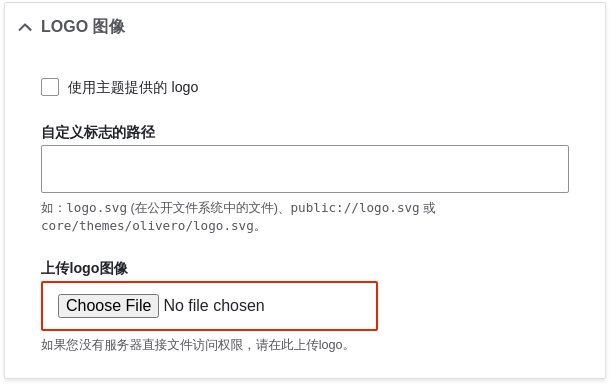 LOGO 图像
使用主题提供的 logo
自定义标志的路径
如：logo.svg (在公开文件系统中的文件)、public://logo.svg 或
core/themes/olivero/logo.svg。
上传logo图像
Choose File No file chosen
如果您没有服务器直接文件访问权限，请在此上传logo。